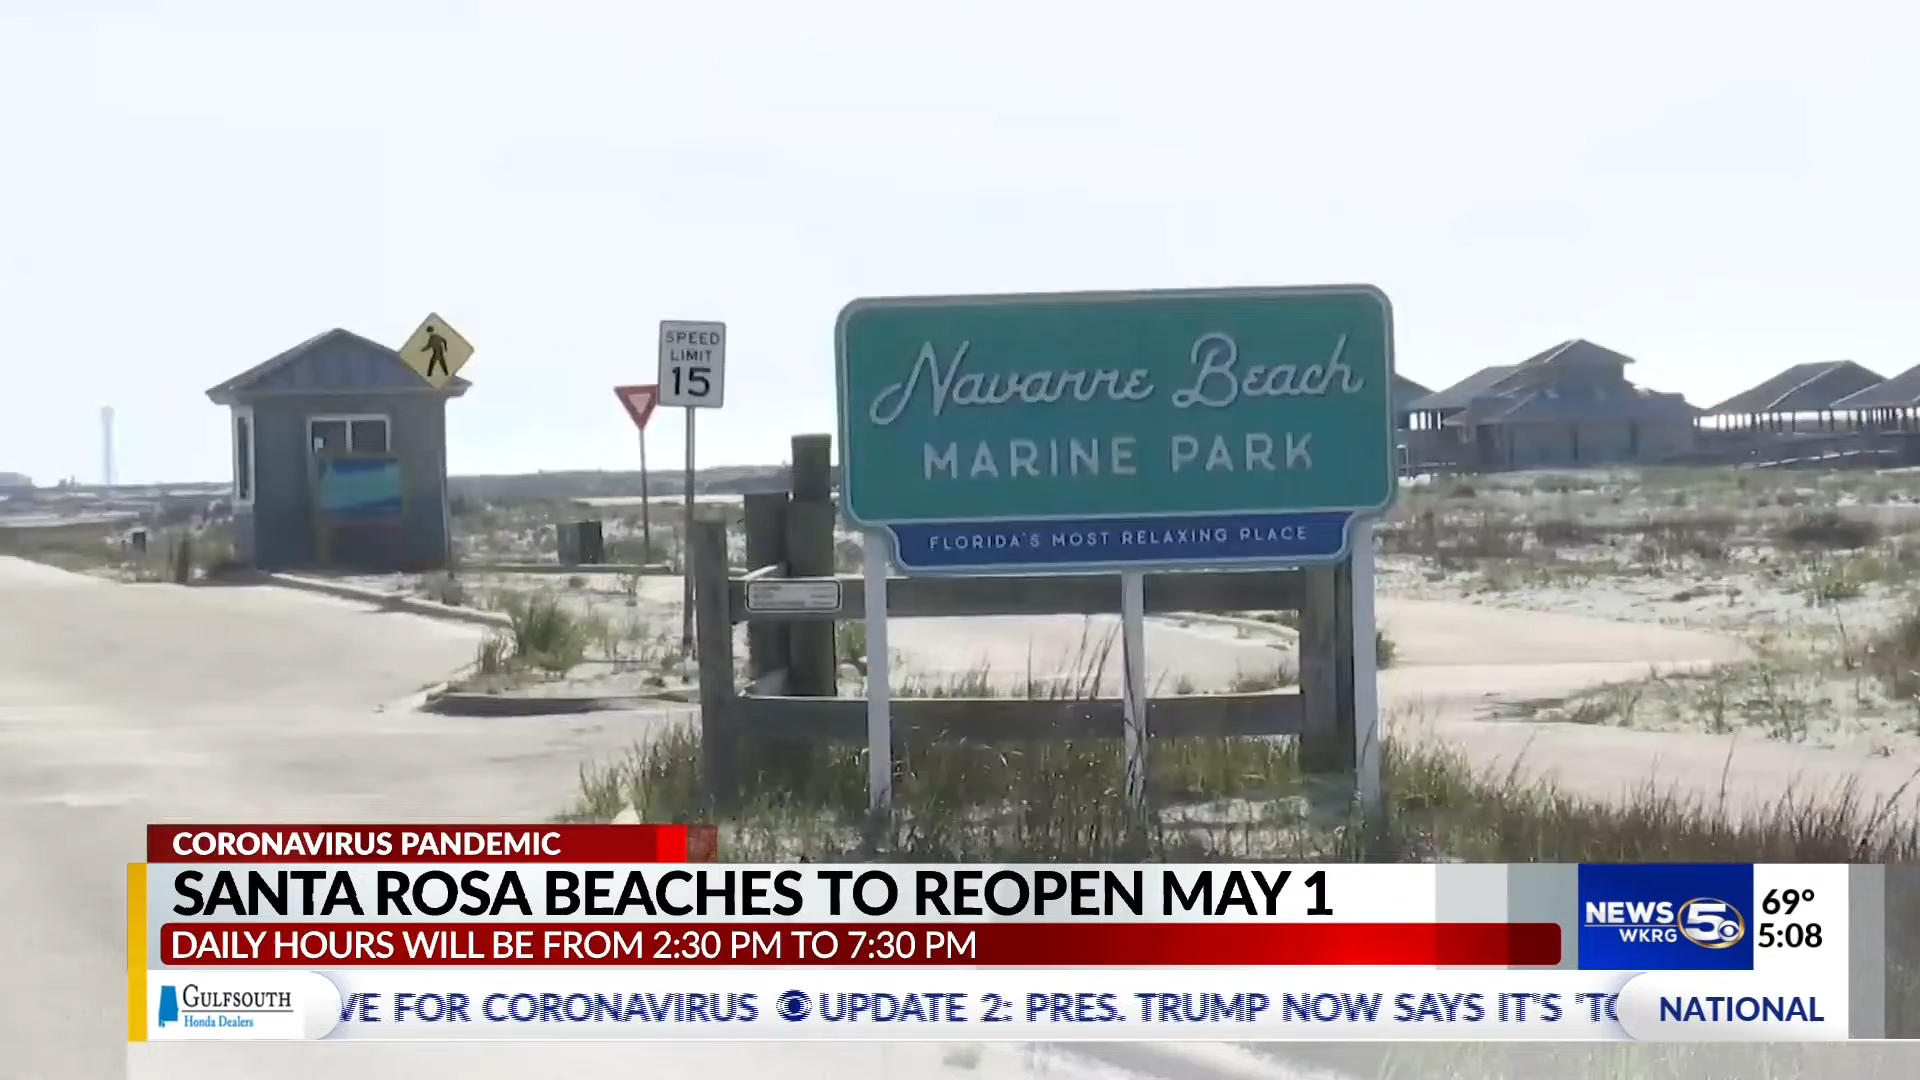 SPEED
LIMIT
15
Navarre Beach
MARINE PARK
FLORIDA'S MOST RELAXING PLACE
CORONAVIRUS PANDEMIC
SANTA ROSA BEACHES TO REOPEN MAY 1
DAILY HOURS WILL BE FROM 2:30 PM TO 7:30 PM
NEWS 5
WKRG
69°
5:08
GULFSOUTH
Honda Dealers
VE FOR CORONAVIRUS UPDATE 2: PRES. TRUMP NOW SAYS IT'S 'TO
NATIONAL